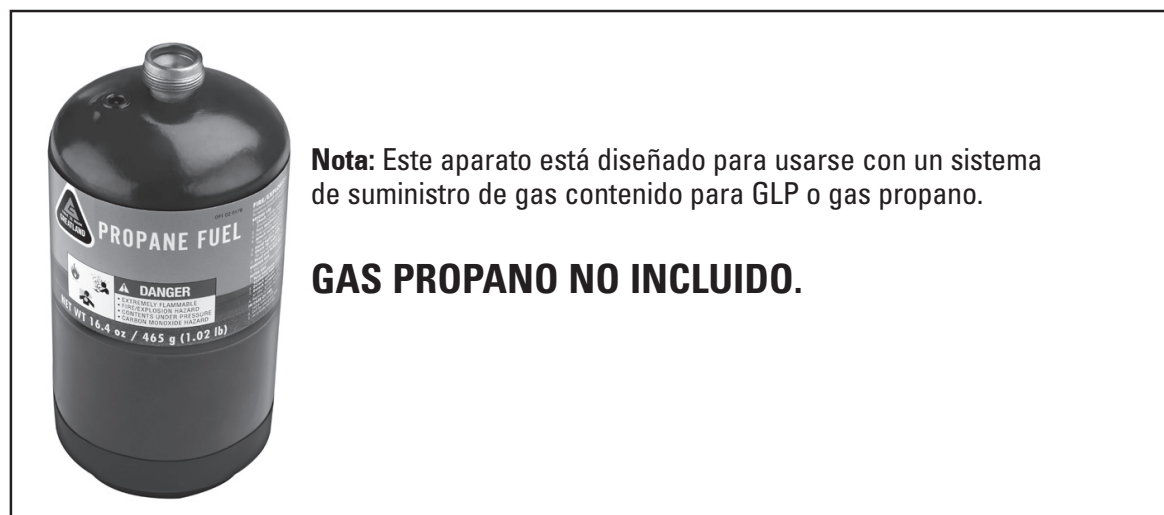 Nota: Este aparato está diseñado para usarse con un sistema
de suministro de gas contenido para GLP o gas propano.
GAS PROPANO NO INCLUIDO.
GREATLAND
PROPANE FUEL
DANGER
• EXTREMELY FLAMMABLE
• FIRE/EXPLOSION HAZARD
• CONTENTS UNDER PRESSURE
• CARBON MONOXIDE HAZARD
NET WT 16.4 oz / 465 g (1.02 lb)